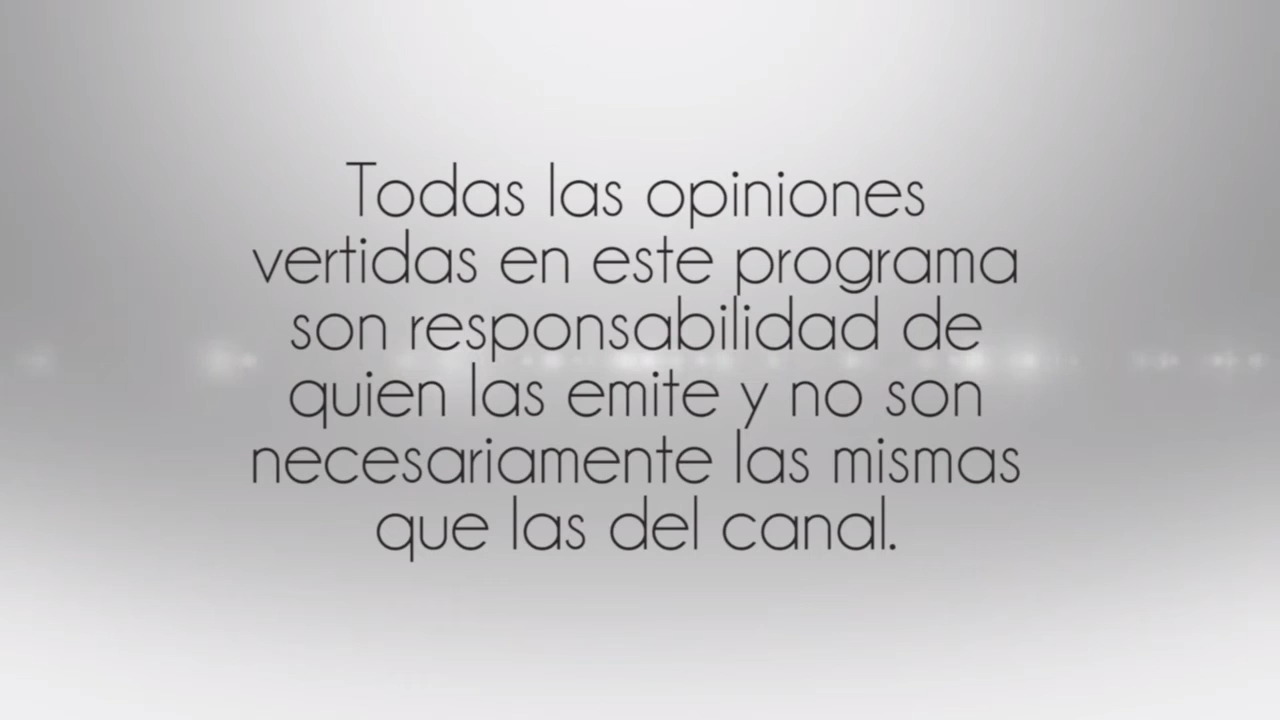 Todas las opiniones
vertidas en este programa
son responsabilidad de
quien las emite y no son
necesariamente las mismas
que las del canal.